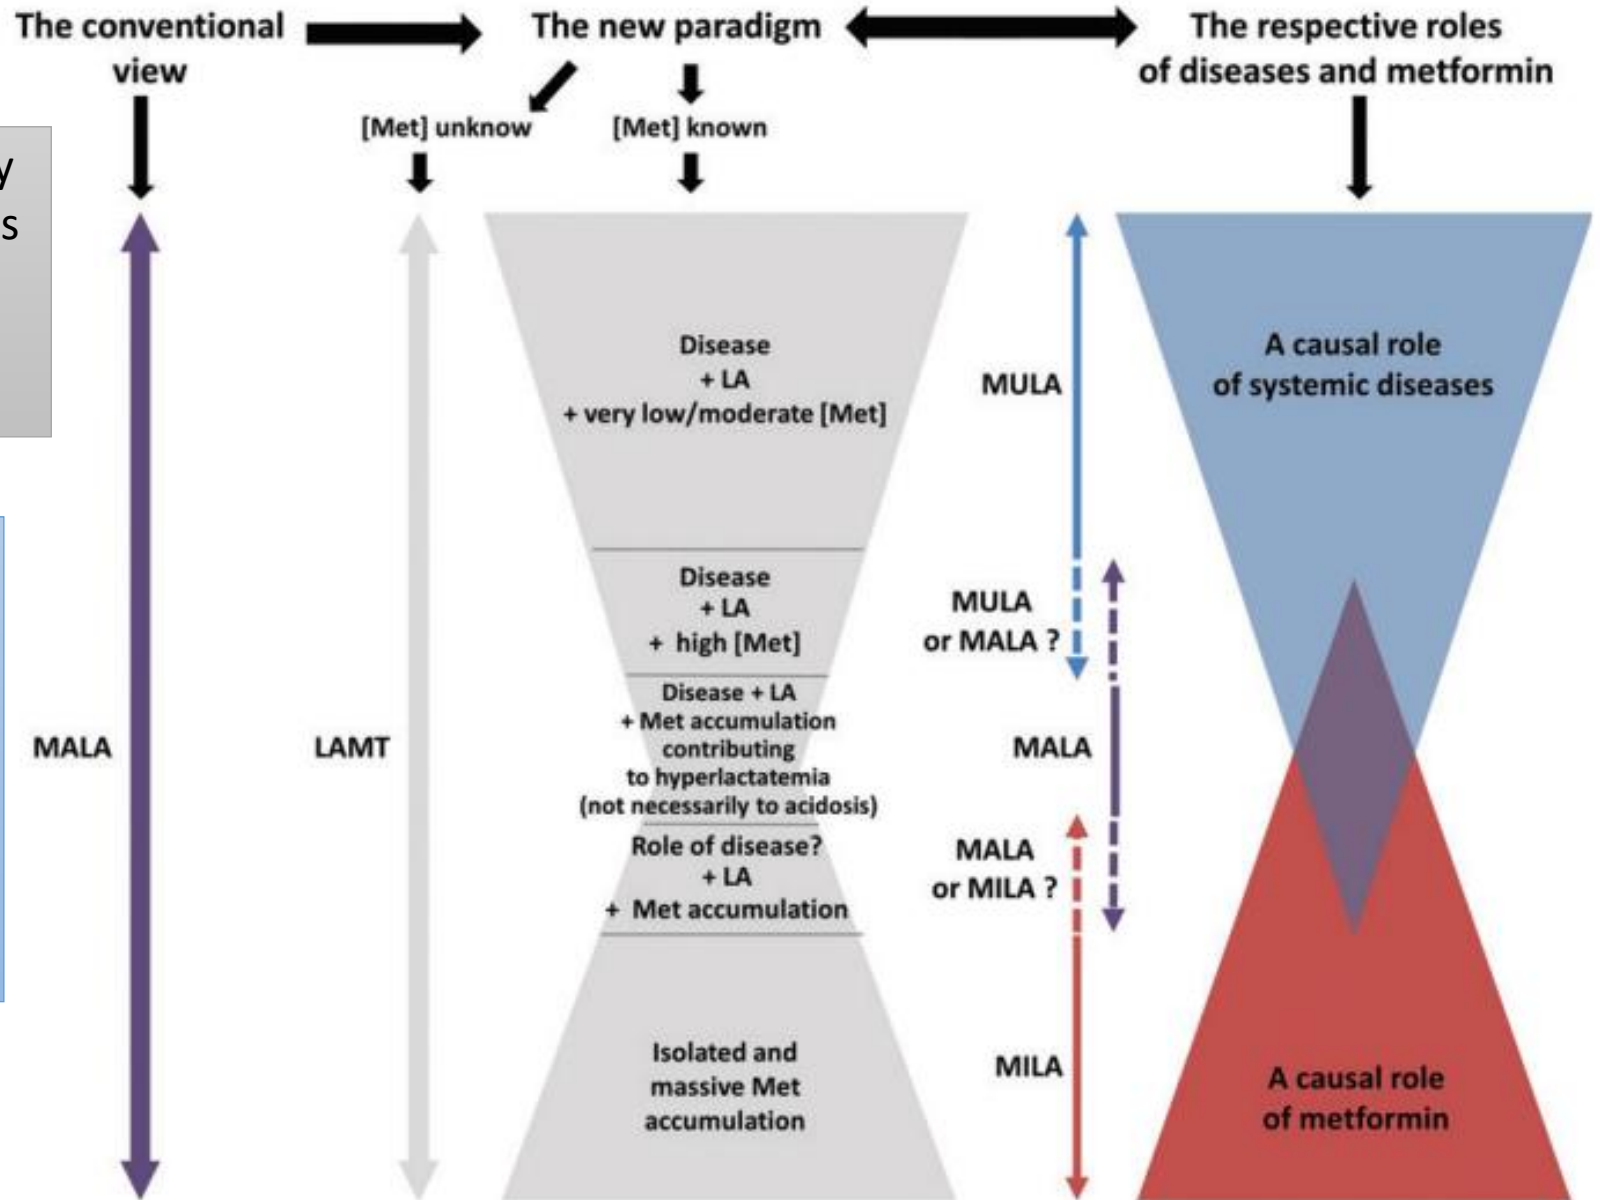 The conventional
view
The new paradigm
The respective roles
of diseases and metformin
[Met] unknow
[Met] known
y
s
MALA
LAMT
Disease
+ LA
+ very low/moderate [Met]
Disease
+ LA
+ high [Met]
Disease + LA
+ Met accumulation
contributing
to hyperlactatemia
(not necessarily to acidosis)
Role of disease?
+ LA
+ Met accumulation
Isolated and
massive Met
accumulation
MULA
MULA
or MALA ?
MALA
MALA
or MILA ?
MILA
A causal role
of systemic diseases
A causal role
of metformin